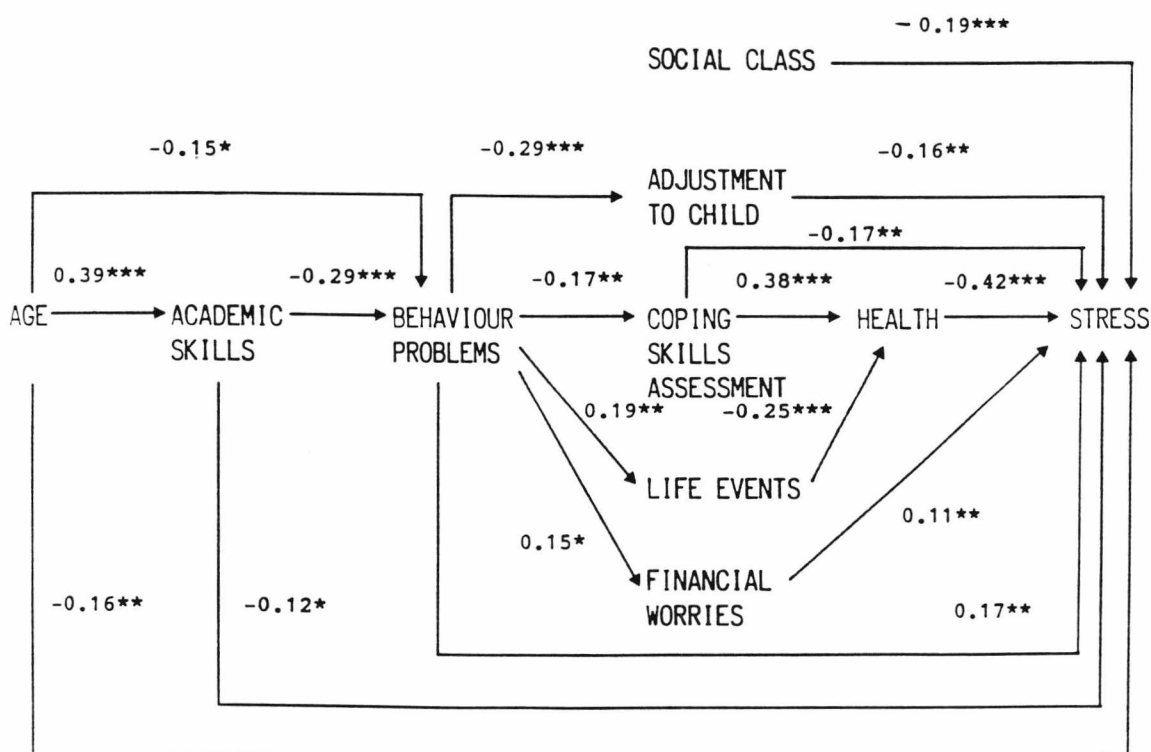 - 0.19***
SOCIAL CLASS
-0.15*
-0.29***
-0.16**
ADJUSTMENT
TO CHILD
-0.17**
0.39***
-0.29***
-0.17**
0.38***
-0.42***
AGE
ACADEMIC
SKILLS
BEHAVIOUR
PROBLEMS
COPING
SKILLS
ASSESSMENT
HEALTH
STRESS
0.19**
-0.25***
LIFE EVENTS
0.15*
0.11**
FINANCIAL
WORRIES
-0.16**
-0.12*
0.17**